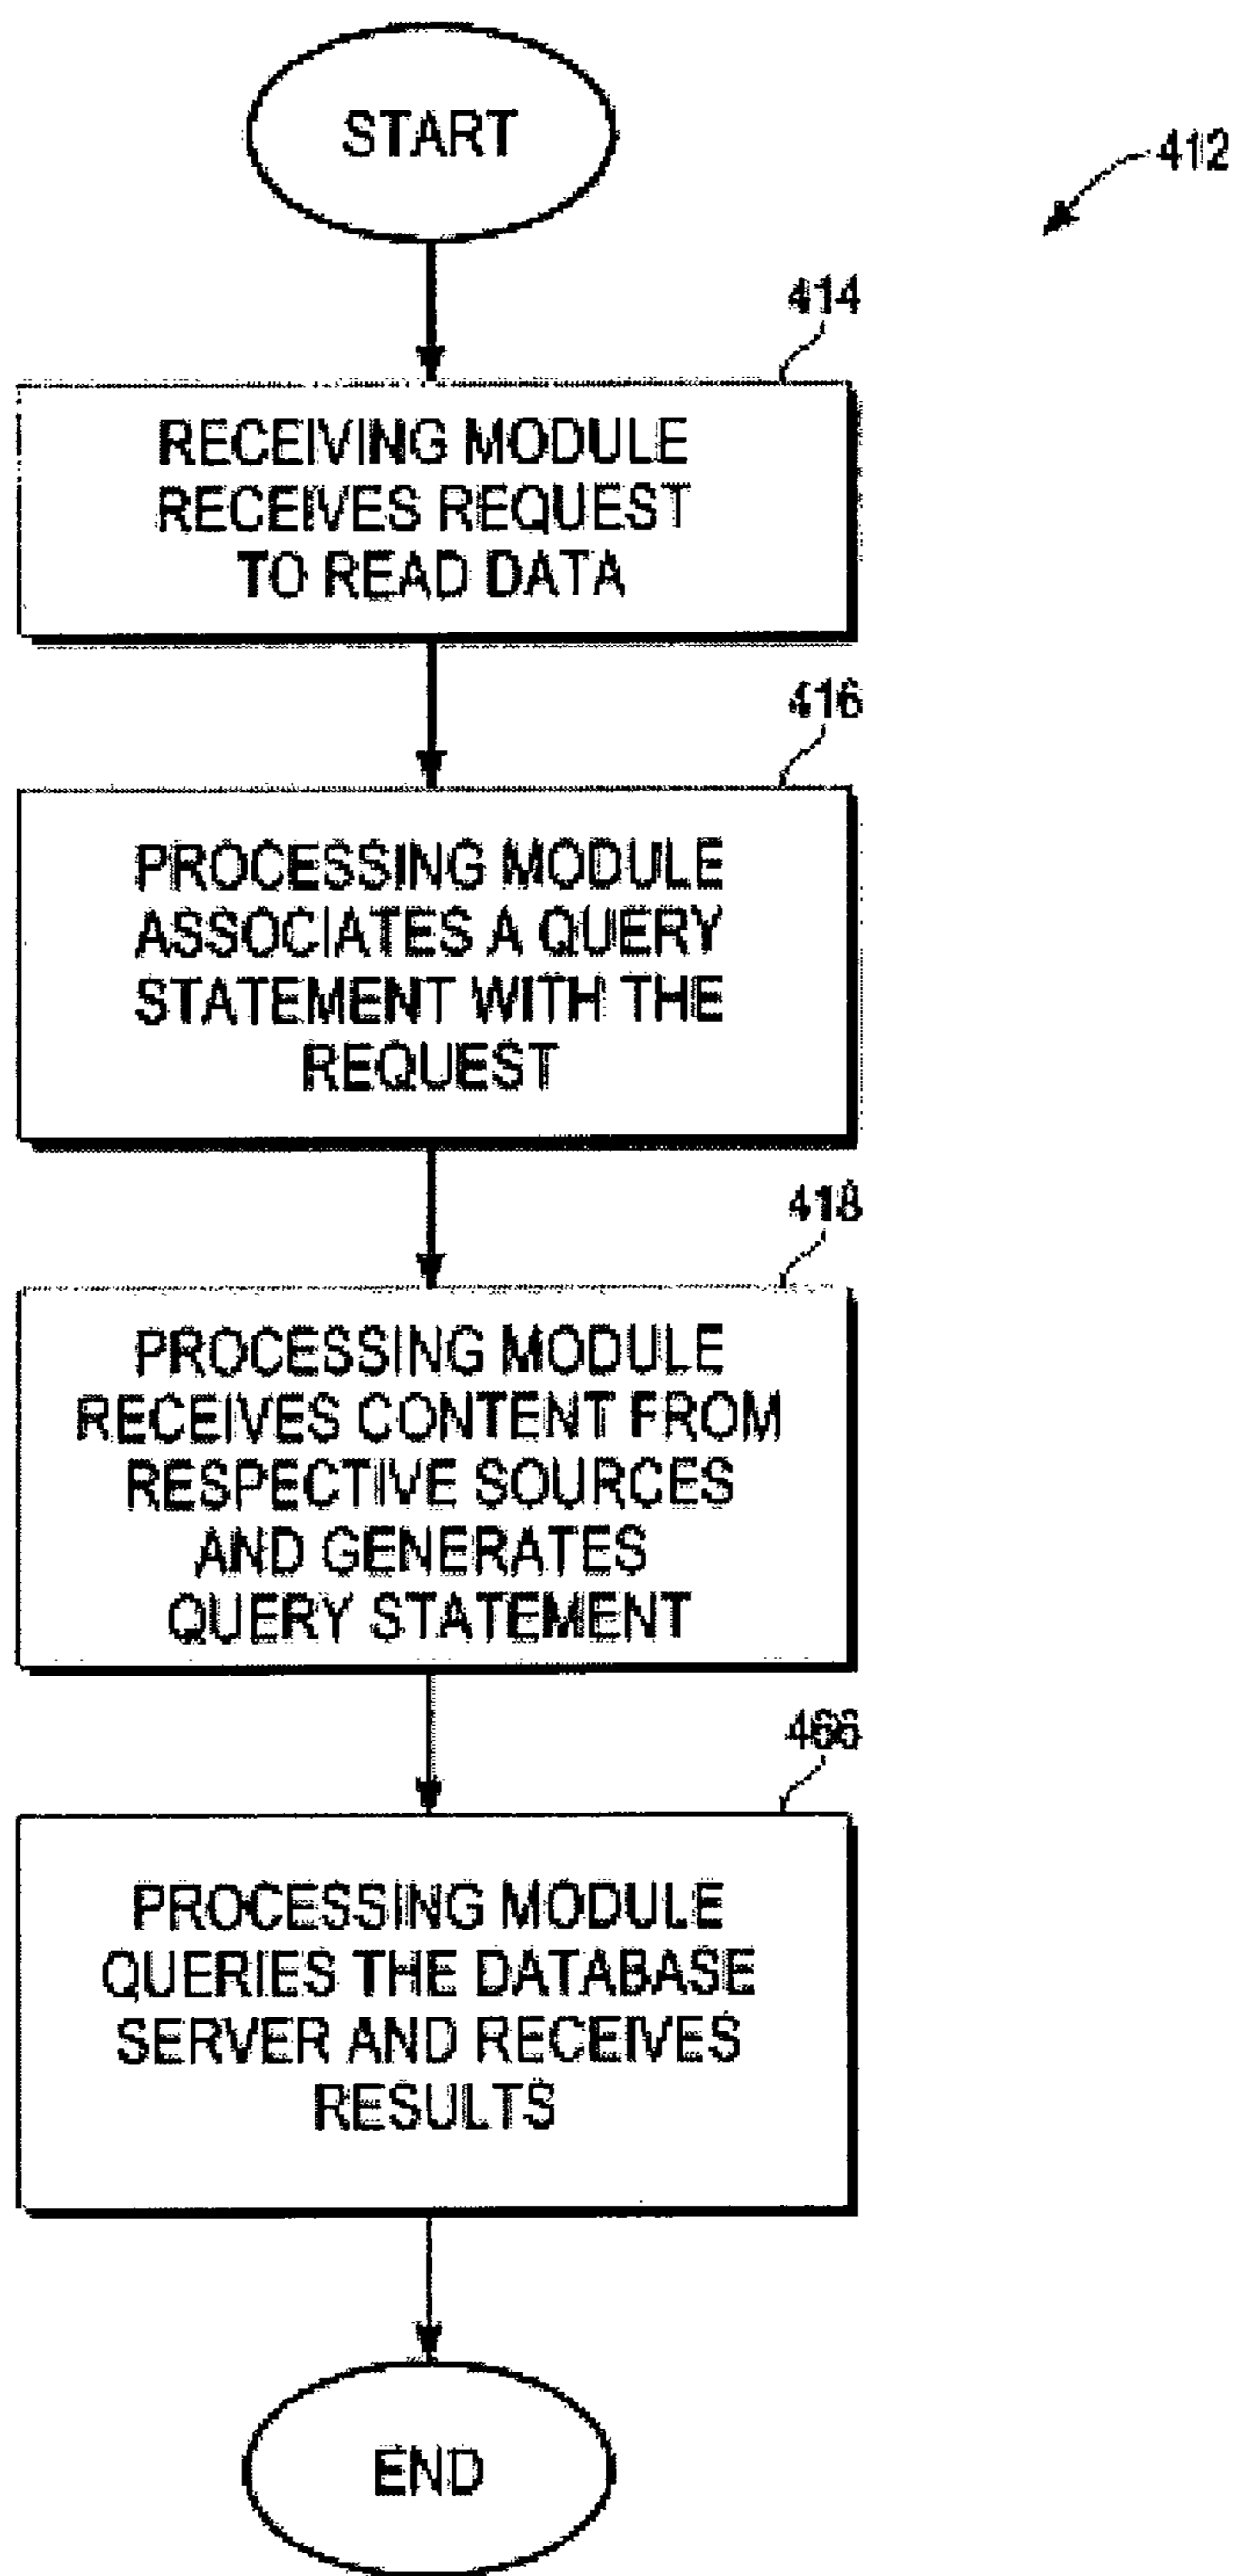 START
412
414
RECEIVING MODULE
RECEIVES REQUEST
TO READ DATA
416
PROCESSING MODULE
ASSOCIATES A QUERY
STATEMENT WITH THE
REQUEST
418
PROCESSING MODULE
RECEIVES CONTENT FROM
RESPECTIVE SOURCES
AND GENERATES
QUERY STATEMENT
PROCESSING MODULE
QUERIES THE DATABASE
SERVER AND RECEIVES
RESULTS
END